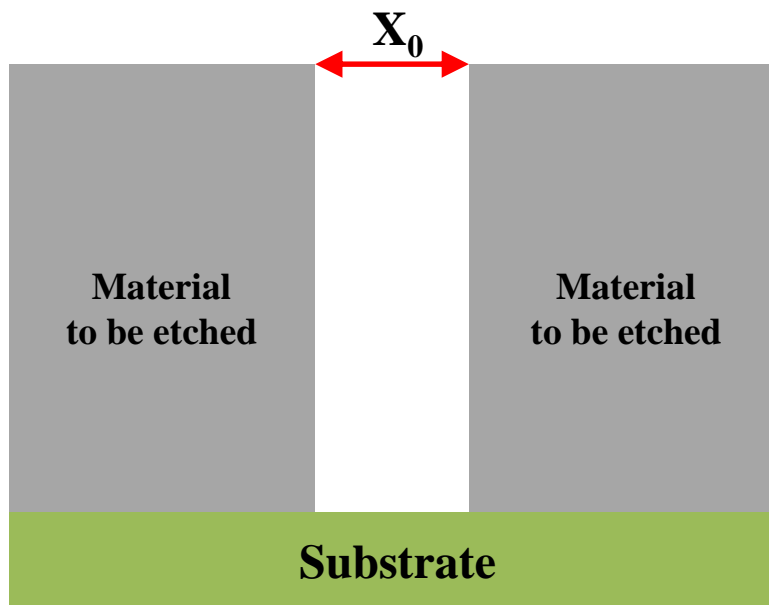 X₀
Material
to be etched
Material
to be etched
Substrate